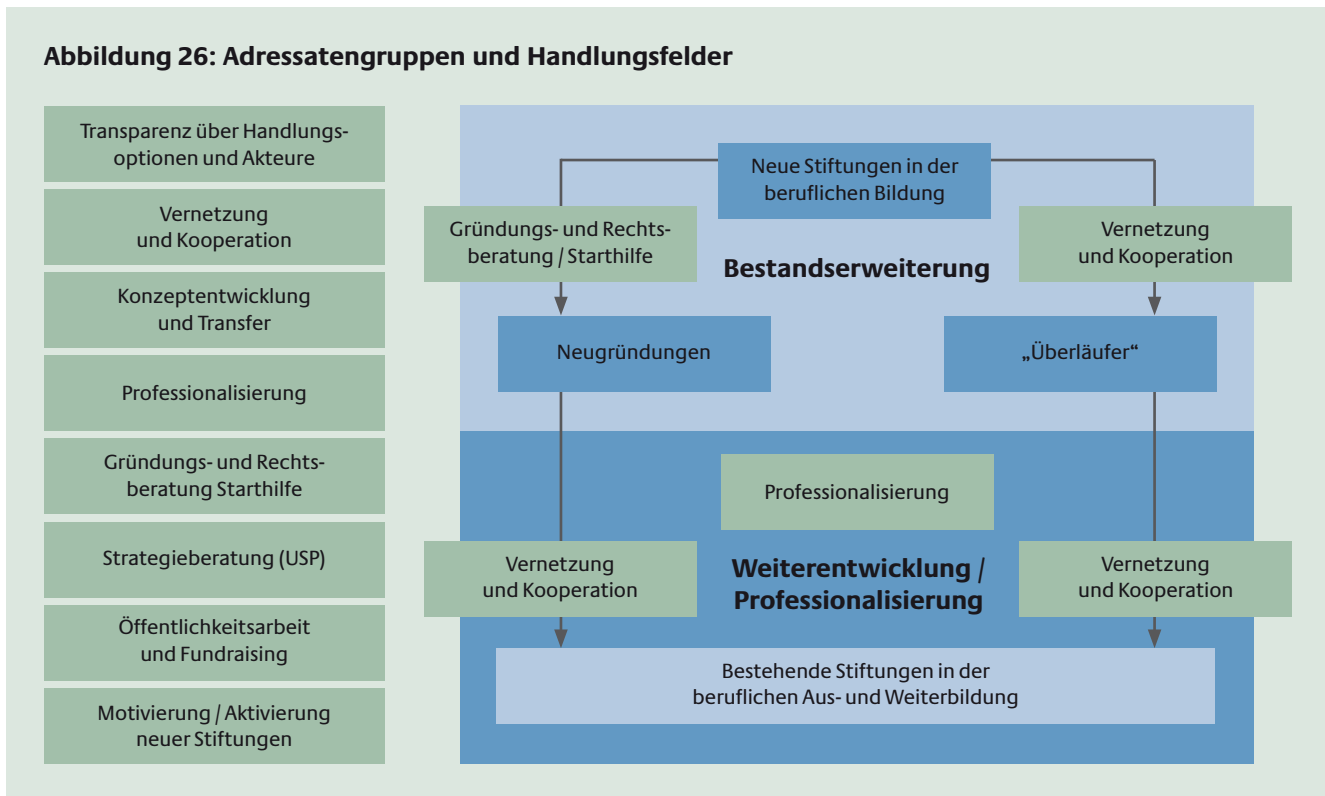 Abbildung 26: Adressatengruppen und Handlungsfelder
Transparenz über Handlungs-
optionen und Akteure
Vernetzung
und Kooperation
Konzeptentwicklung
und Transfer
Professionalisierung
Gründungs- und Rechts-
beratung Starthilfe
Strategieberatung (USP)
Öffentlichkeitsarbeit
und Fundraising
Motivierung / Aktivierung
neuer Stiftungen
Neue Stiftungen in der
beruflichen Bildung
Gründungs- und Rechts-
beratung / Starthilfe
Bestandserweiterung
Vernetzung
und Kooperation
Neugründungen
„Überläufer“
Professionalisierung
Vernetzung
und Kooperation
Weiterentwicklung /
Professionalisierung
Vernetzung
und Kooperation
Bestehende Stiftungen in der
beruflichen Aus- und Weiterbildung